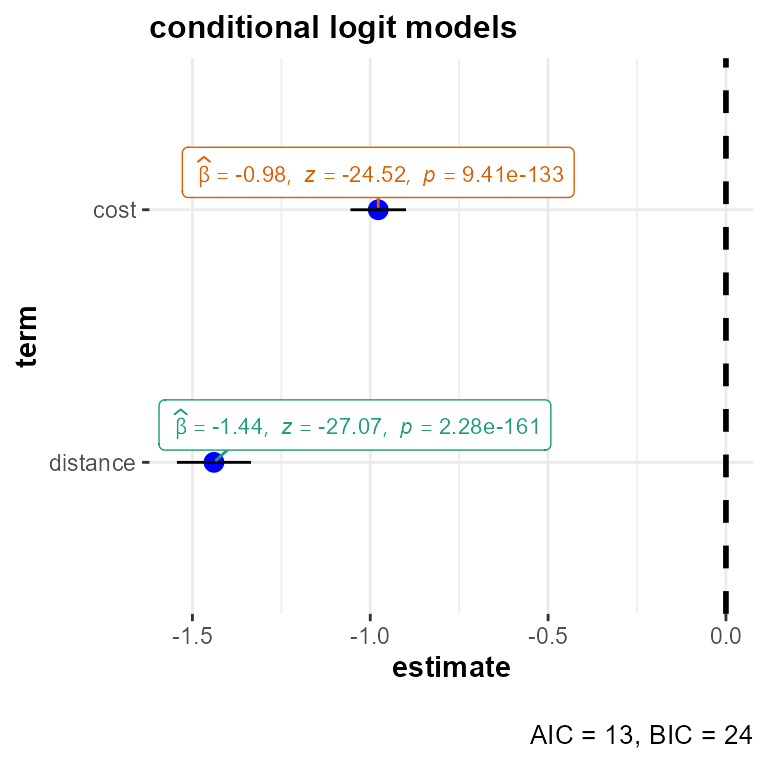 conditional logit models
β̂ = -0.98, z = -24.52, p = 9.41e-133
cost
term
β̂ = -1.44, z = -27.07, p = 2.28e-161
distance
-1.5 -1.0 -0.5 0.0
estimate
AIC = 13, BIC = 24